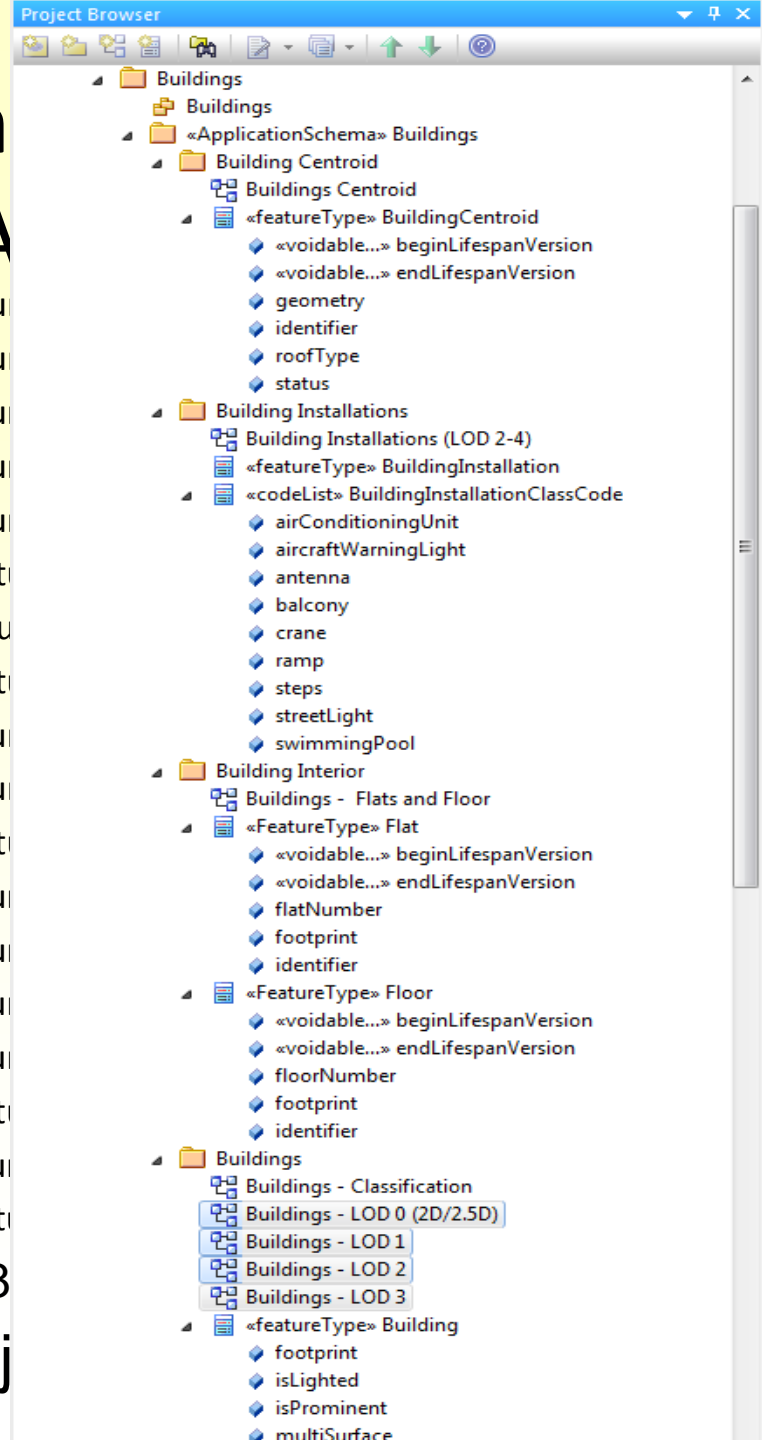 Project Browser
Buildings
Buildings
«ApplicationSchema» Buildings
Building Centroid
Buildings Centroid
«featureType» BuildingCentroid
«voidable...» beginLifespanVersion
«voidable...» endLifespanVersion
geometry
identifier
roofType
status
Building Installations
Building Installations (LOD 2-4)
«featureType» BuildingInstallation
«codeList» BuildingInstallationClassCode
airConditioningUnit
aircraftWarningLight
antenna
balcony
crane
ramp
steps
streetLight
swimmingPool
Building Interior
Buildings -  Flats and Floor
«FeatureType» Flat
«voidable...» beginLifespanVersion
«voidable...» endLifespanVersion
flatNumber
footprint
identifier
«FeatureType» Floor
«voidable...» beginLifespanVersion
«voidable...» endLifespanVersion
floorNumber
footprint
identifier
Buildings
Buildings - Classification
Buildings - LOD 0 (2D/2.5D)
Buildings - LOD 1
Buildings - LOD 2
Buildings - LOD 3
«featureType» Building
footprint
isLighted
isProminent
multiSurface